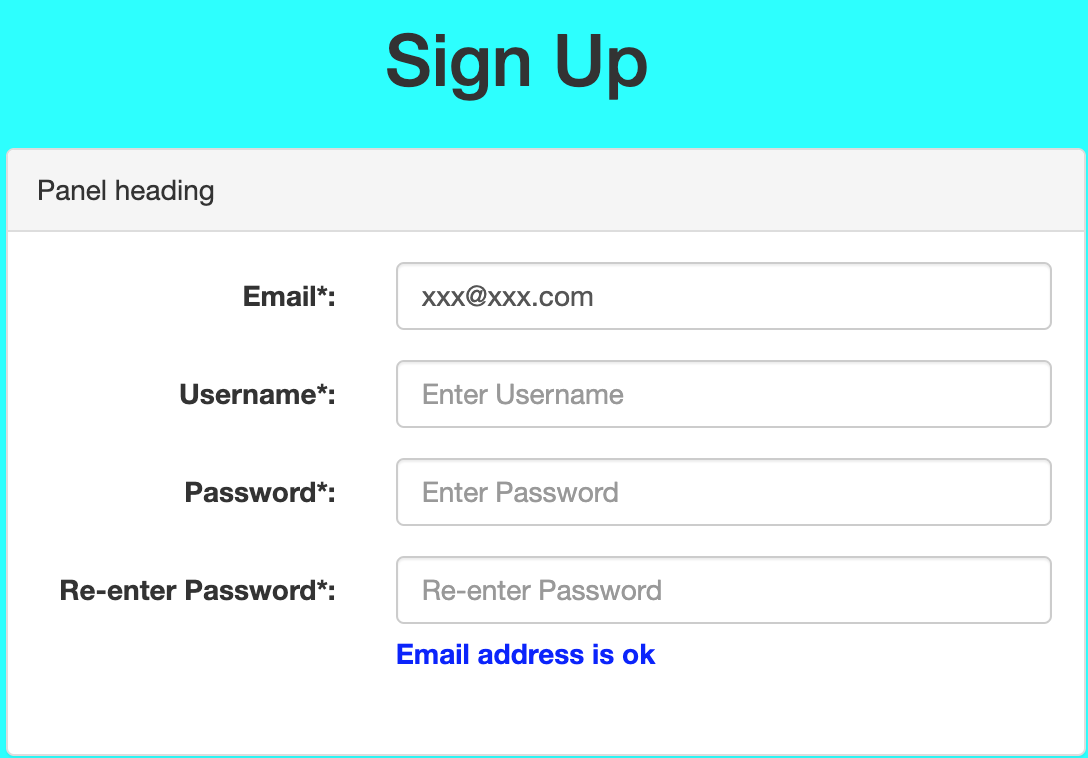 Sign Up
Panel heading
Email*: xxx@xxx.com
Username*: Enter Username
Password*: Enter Password
Re-enter Password*: Re-enter Password
Email address is ok